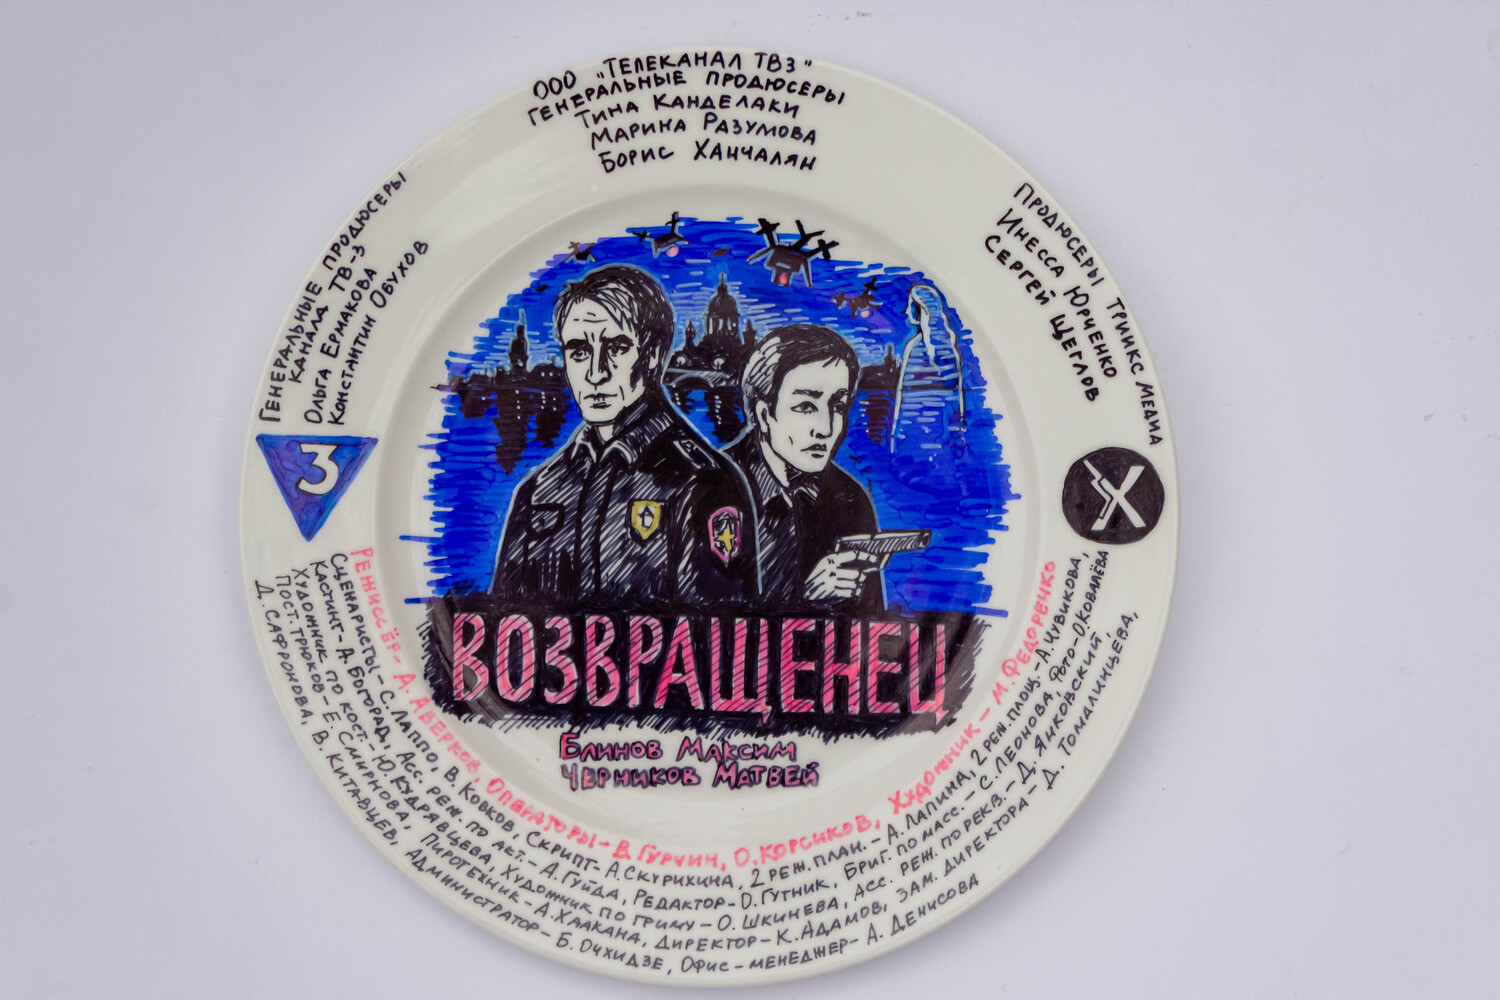 ООО „ТЕЛЕКАНАЛ ТВ3"
ГЕНЕРАЛЬНЫЕ ПРОДЮСЕРЫ
ТИНА КАНДЕЛАКИ
МАРИНА РАЗУМОВА
БОРИС ХАНЧАЛЯН
ГЕНЕРАЛЬНЫЕ ПРОДЮСЕРЫ
КАНАЛА ТВ-3
ОЛЬГА ЕРМАКОВА
КОНСТАНТИН ОБУХОВ
ПРОДЮСЕРЫ ТРИИКС МЕДИА
ИНЕССА ЮРЧЕНКО
СЕРГЕЙ ЩЕГЛОВ
3
X
ВОЗВРАЩЕНЕЦ
БЛИНОВ МАКСИМ
ЧЕРНИКОВ МАТВЕЙ
РЕЖИССЁР - А. АВЕРКОВ, ОПЕРАТОРЫ - В. ГУРЧИН, О. КОРСИКОВ, ХУДОЖНИК - М. ФЕДОРЕНКО
СЦЕНАРИСТЫ - С. ЛАППО, В. КОВКОВ, СКРИПТ - А. СКУРИХИНА, 2 РЕЖ. ПЛАН. - А. ЛАПИНА, 2 РЕЖ. ПЛОЩ. - А. ЧУВИКОВА,
КАСТИНГ - А. БОГОРАД, АСС. РЕЖ. ПО АКТ. - А. ГУЙДА, РЕДАКТОР - О. ГУТНИК, БРИГ. ПО МАСС. - С. ЛЕОНОВА, ФОТО - О. КОВАЛЁВА
ХУДОЖНИК ПО КОСТ. - Ю. КУДРЯВЦЕВА, ХУДОЖНИК ПО ГРИМУ - О. ШКИНЕВА, АСС. РЕЖ. ПО РЕКВ. - Д. ЯНКОВСКИЙ
ПОСТ. ТРЮКОВ - Е. СМИРНОВА, ПИРОТЕХНИК - А. ХААКАНА, ДИРЕКТОР - К. АДАМОВ, ЗАМ. ДИРЕКТОРА - Д. ТОМАЛИНЦЕВА,
Д. САФРОНОВА, В. КИТАВЦЕВ, АДМИНИСТРАТОР - Б. ОЧХИДЗЕ, ОФИС - МЕНЕДЖЕР - А. ДЕНИСОВА